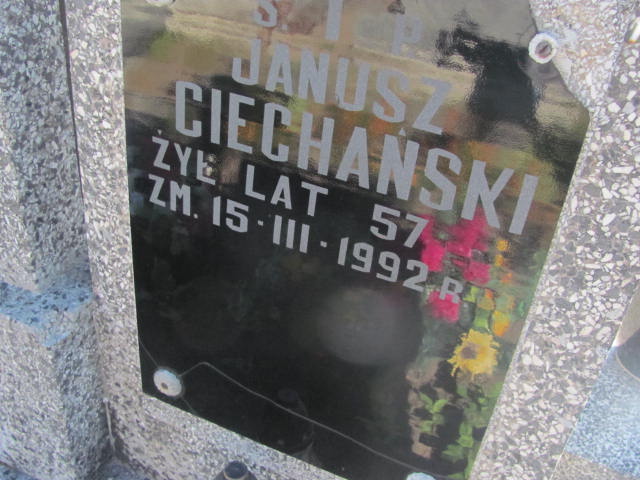 Ś. † P.
JANUSZ
CIECHAŃSKI
ŻYŁ LAT 57
ZM. 15-III-1992 R.